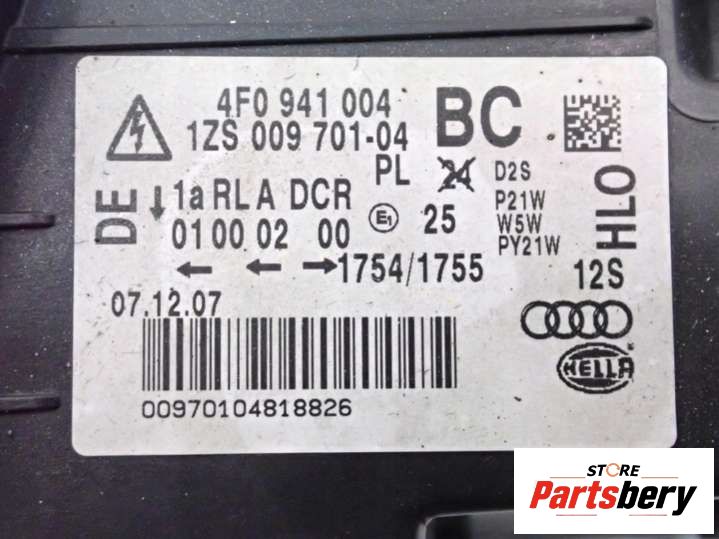 4F0 941 004 BC
1ZS 009 701-04
PL 24 D2S
DE 1a RL A DCR E1 25 P21W
W5W
PY21W
HLO
01 00 02 00
1754/1755 12S
07.12.07
HELLA
00970104818826
STORE
Partsbery